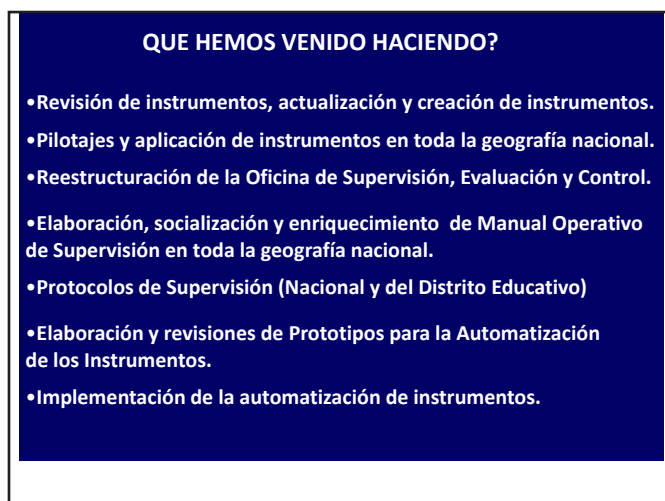 QUE HEMOS VENIDO HACIENDO?
•Revisión de instrumentos, actualización y creación de instrumentos.
•Pilotajes y aplicación de instrumentos en toda la geografía nacional.
•Reestructuración de la Oficina de Supervisión, Evaluación y Control.
•Elaboración, socialización y enriquecimiento  de Manual Operativo
de Supervisión en toda la geografía nacional.
•Protocolos de Supervisión (Nacional y del Distrito Educativo)
•Elaboración y revisiones de Prototipos para la Automatización
de los Instrumentos.
•Implementación de la automatización de instrumentos.